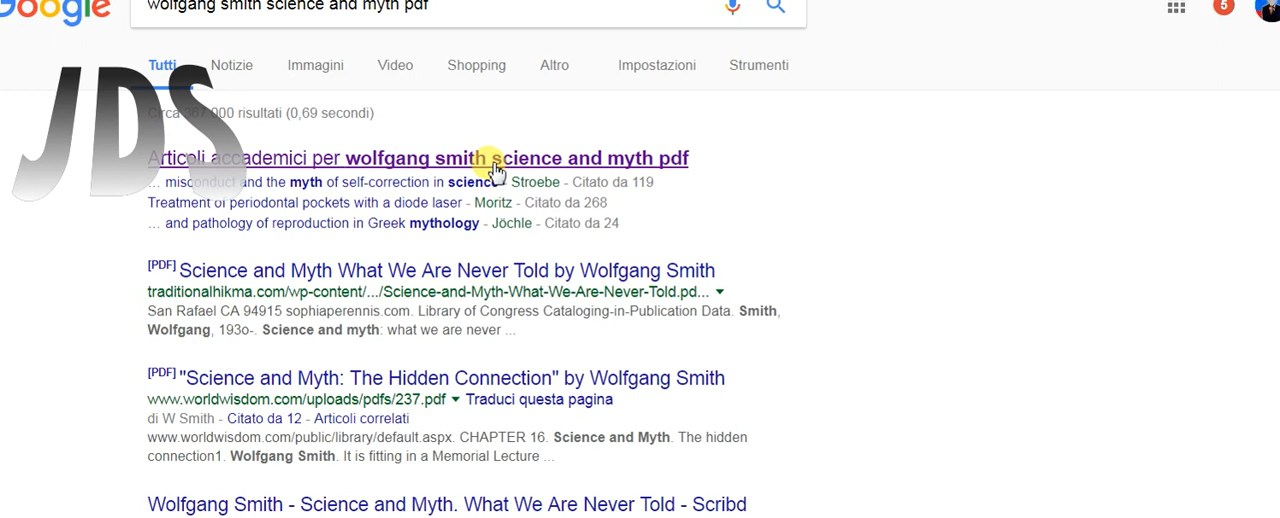 Google
wolfgang smith science and myth pdf
5
Tutti Notizie Immagini Video Shopping Altro Impostazioni Strumenti
JDS
Circa 367.000 risultati (0,69 secondi)
Articoli accademici per wolfgang smith science and myth pdf
... misconduct and the myth of self-correction in science - Stroebe - Citato da 119
Treatment of periodontal pockets with a diode laser - Moritz - Citato da 268
... and pathology of reproduction in Greek mythology - Jöchle - Citato da 24
[PDF] Science and Myth What We Are Never Told by Wolfgang Smith
traditionalhikma.com/wp-content/.../Science-and-Myth-What-We-Are-Never-Told.pd...
San Rafael CA 94915 sophiaperennis.com. Library of Congress Cataloging-in-Publication Data. Smith,
Wolfgang, 193o-. Science and myth: what we are never ...
[PDF] "Science and Myth: The Hidden Connection" by Wolfgang Smith
www.worldwisdom.com/uploads/pdfs/237.pdf Traduci questa pagina
di W Smith - Citato da 12 - Articoli correlati
www.worldwisdom.com/public/library/default.aspx. CHAPTER 16. Science and Myth. The hidden
connection1. Wolfgang Smith. It is fitting in a Memorial Lecture ...
Wolfgang Smith - Science and Myth. What We Are Never Told - Scribd